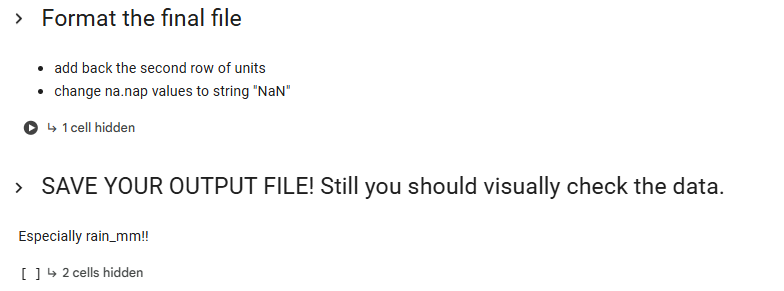 Format the final file
• add back the second row of units
• change na.nap values to string "NaN"
↳ 1 cell hidden
SAVE YOUR OUTPUT FILE! Still you should visually check the data.
Especially rain_mm!!
[ ] ↳ 2 cells hidden